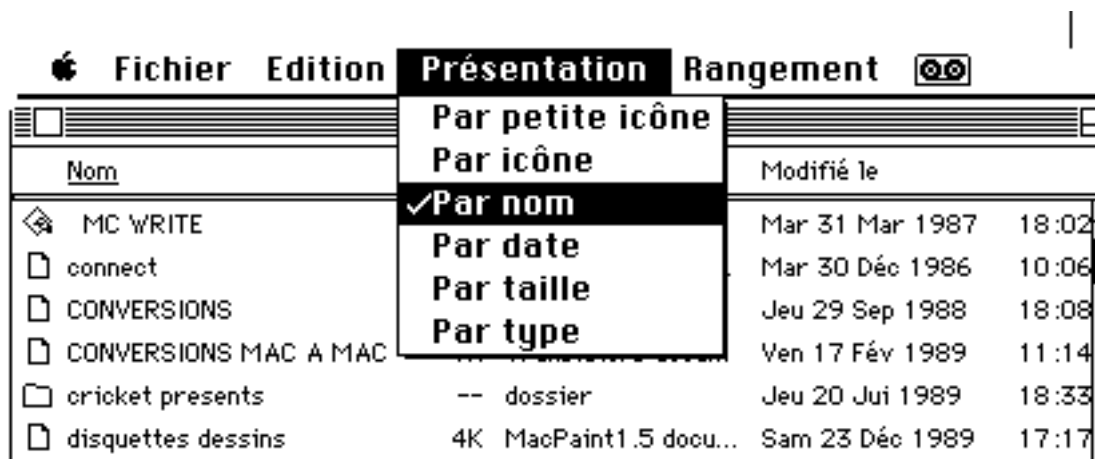 Fichier Edition Présentation Rangement
Par petite icône
Par icône
Nom Modifié le
✓Par nom
MC WRITE Mar 31 Mar 1987 18:02
Par date
connect Mar 30 Déc 1986 10:06
Par taille
CONVERSIONS Jeu 29 Sep 1988 18:08
Par type
CONVERSIONS MAC A MAC Ven 17 Fév 1989 11:14
cricket presents -- dossier Jeu 20 Jui 1989 18:33
disquettes dessins 4K MacPaint1.5 docu... Sam 23 Déc 1989 17:17